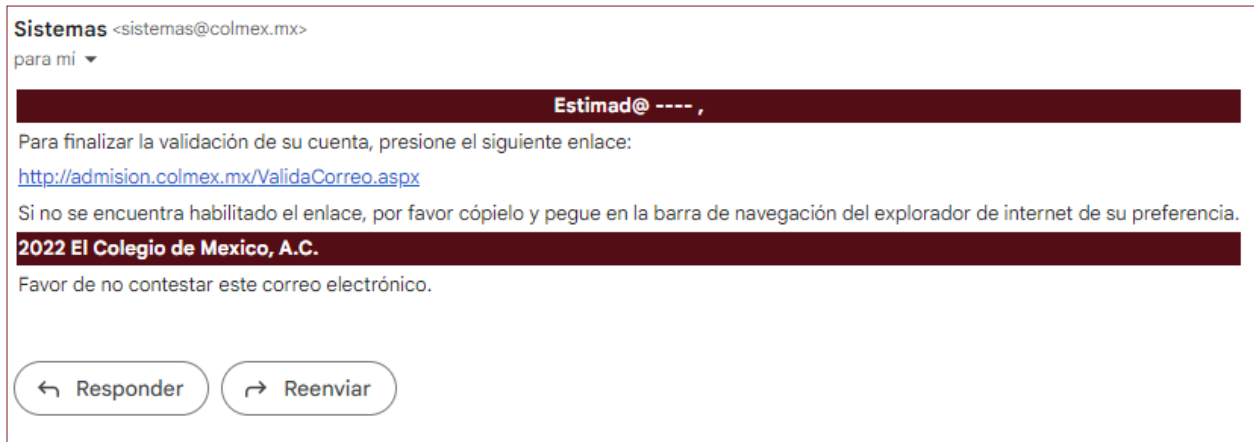 Sistemas <sistemas@colmex.mx>
para mí
Estimad@ ---- ,
Para finalizar la validación de su cuenta, presione el siguiente enlace:
http://admision.colmex.mx/ValidaCorreo.aspx
Si no se encuentra habilitado el enlace, por favor cópielo y pegue en la barra de navegación del explorador de internet de su preferencia.
2022 El Colegio de Mexico, A.C.
Favor de no contestar este correo electrónico.
Responder Reenviar